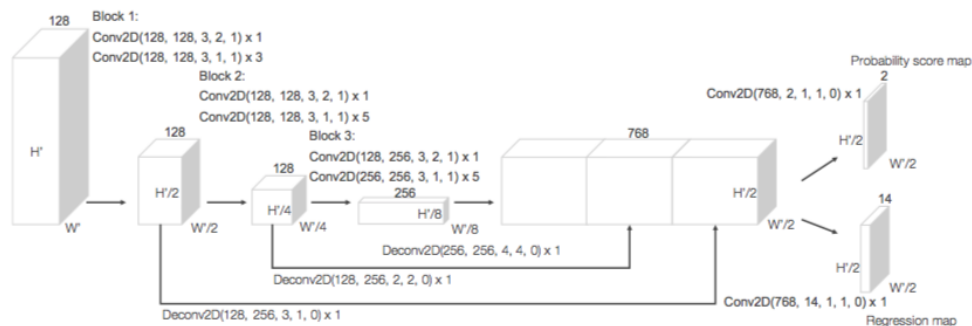 128
Block 1:
Conv2D(128, 128, 3, 2, 1) x 1
Conv2D(128, 128, 3, 1, 1) x 3
H'
W'
Block 2:
Conv2D(128, 128, 3, 2, 1) x 1
Conv2D(128, 128, 3, 1, 1) x 5
128
H'/2
W'/2
Block 3:
Conv2D(128, 256, 3, 2, 1) x 1
Conv2D(256, 256, 3, 1, 1) x 5
128
H'/4
W'/4
256
H'/8
W'/8
768
H'/2
W'/2
Deconv2D(256, 256, 4, 4, 0) x 1
Deconv2D(128, 256, 2, 2, 0) x 1
Deconv2D(128, 256, 3, 1, 0) x 1
Probability score map
2
Conv2D(768, 2, 1, 1, 0) x 1
H'/2
W'/2
14
H'/2
W'/2
Conv2D(768, 14, 1, 1, 0) x 1
Regression map